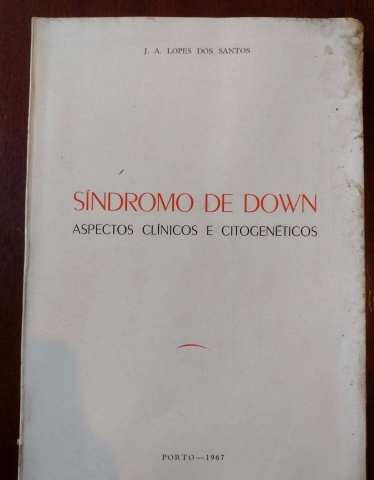 J. A. LOPES DOS SANTOS
SÍNDROMO DE DOWN
ASPECTOS CLÍNICOS E CITOGENÉTICOS
PORTO — 1967